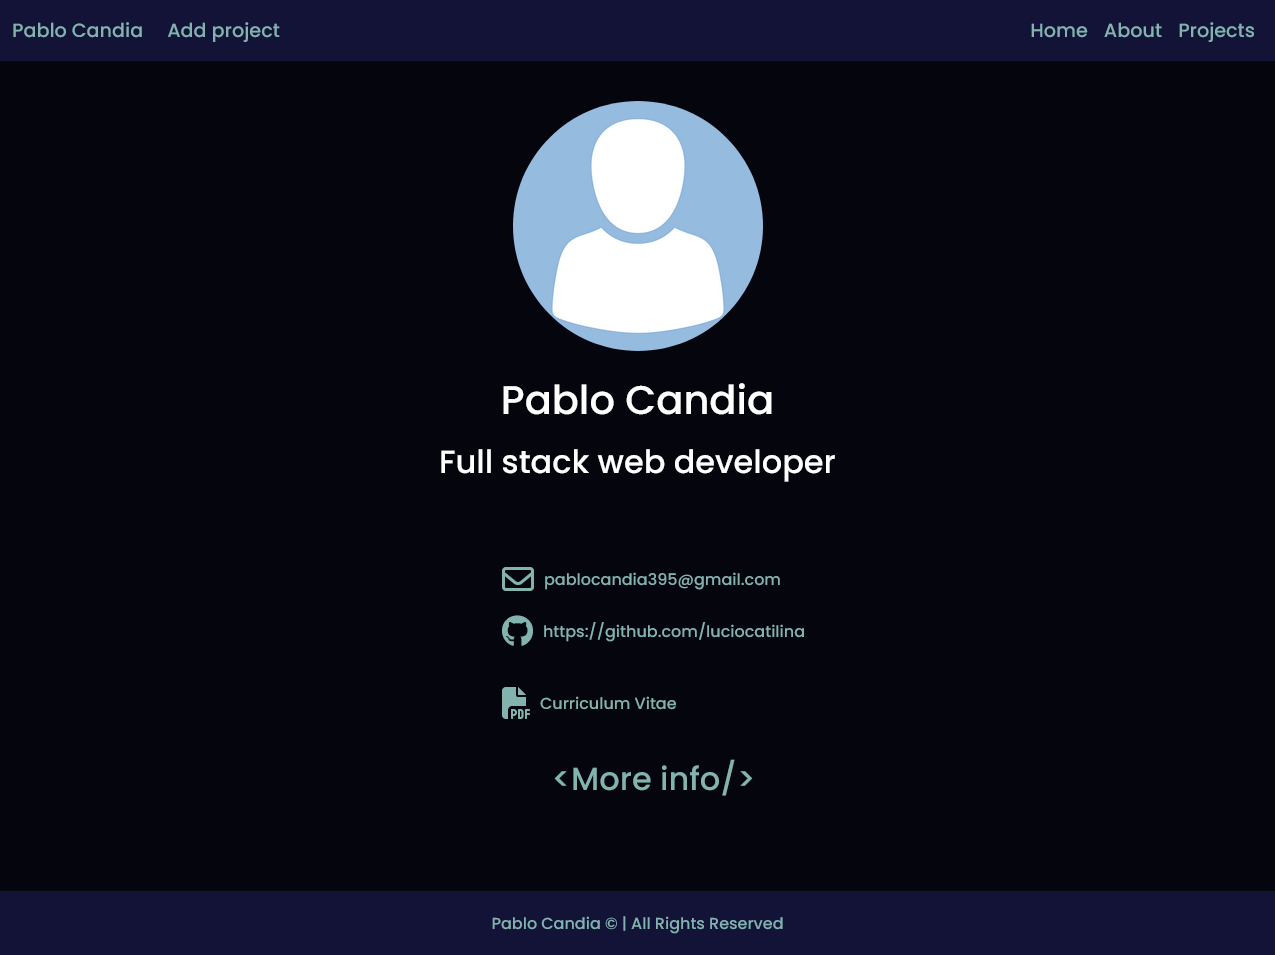 Pablo Candia Add project Home About Projects
Pablo Candia
Full stack web developer
pablocandia395@gmail.com
https://github.com/luciocatilina
PDF Curriculum Vitae
<More info/>
Pablo Candia © | All Rights Reserved